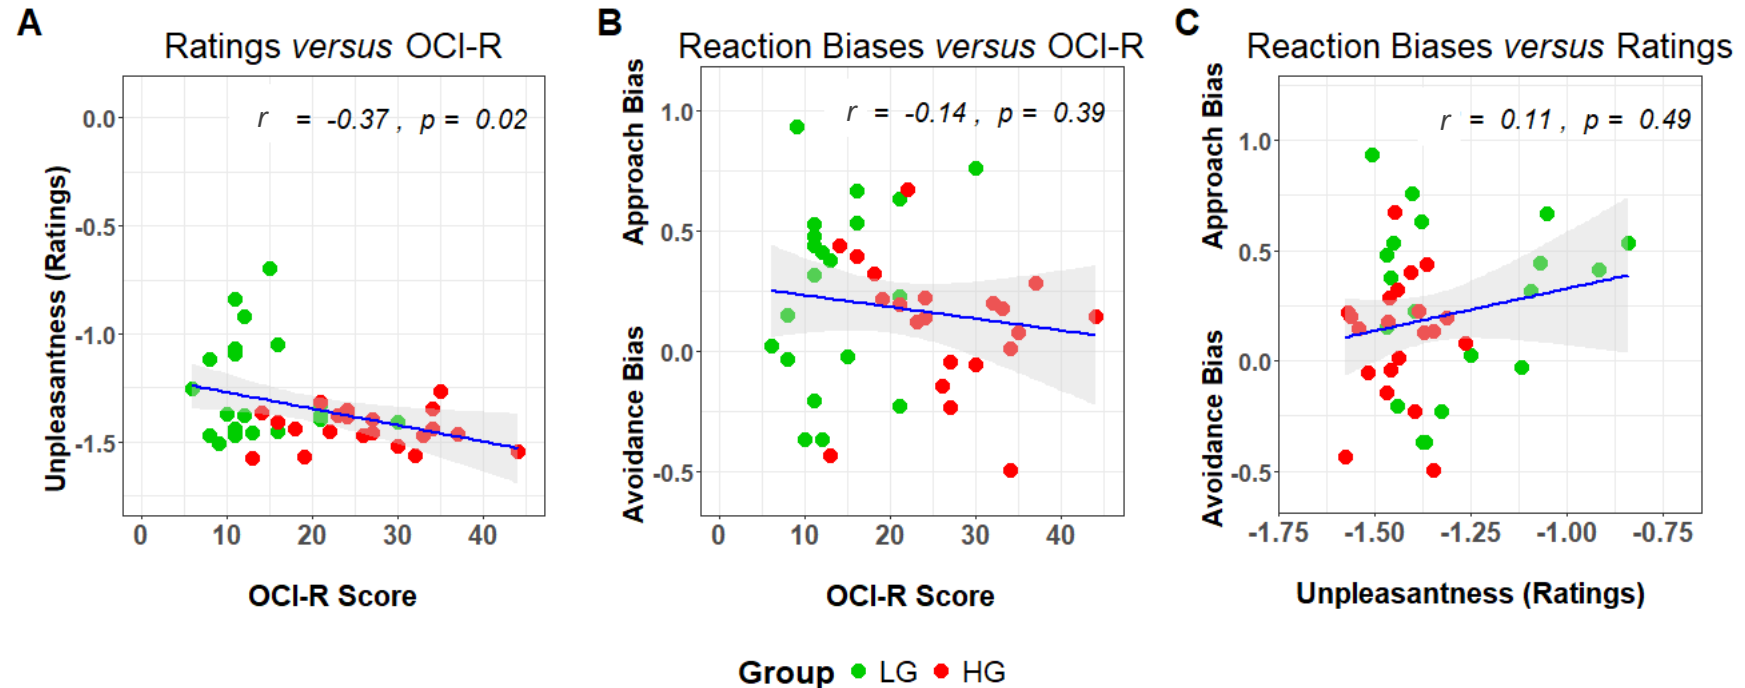 A
Ratings versus OCI-R
r = -0.37 , p = 0.02
0.0
-0.5
-1.0
-1.5
Unpleasantness (Ratings)
0 10 20 30 40
OCI-R Score
B
Reaction Biases versus OCI-R
r = -0.14 , p = 0.39
1.0
0.5
0.0
-0.5
Approach Bias
Avoidance Bias
0 10 20 30 40
OCI-R Score
C
Reaction Biases versus Ratings
r = 0.11 , p = 0.49
1.0
0.5
0.0
-0.5
Approach Bias
Avoidance Bias
-1.75 -1.50 -1.25 -1.00 -0.75
Unpleasantness (Ratings)
Group LG HG